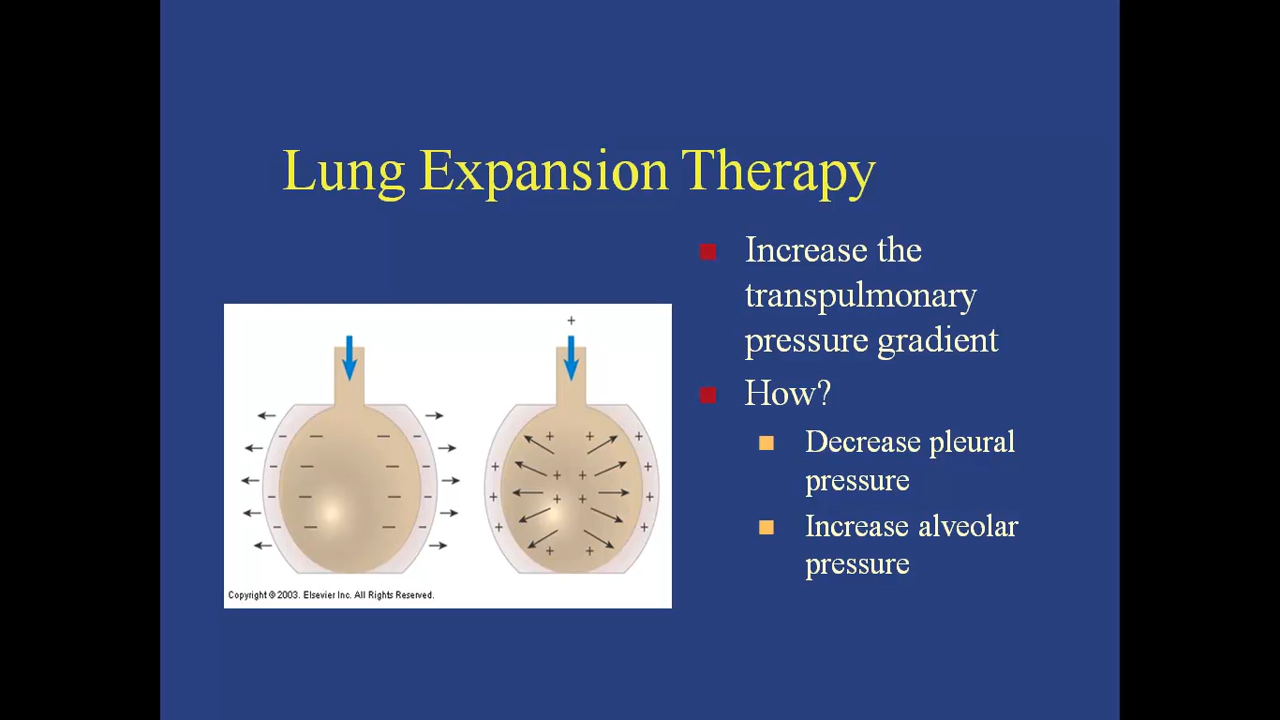 Lung Expansion Therapy
Increase the
transpulmonary
pressure gradient
How?
Decrease pleural
pressure
Increase alveolar
pressure
Copyright © 2003. Elsevier Inc. All Rights Reserved.